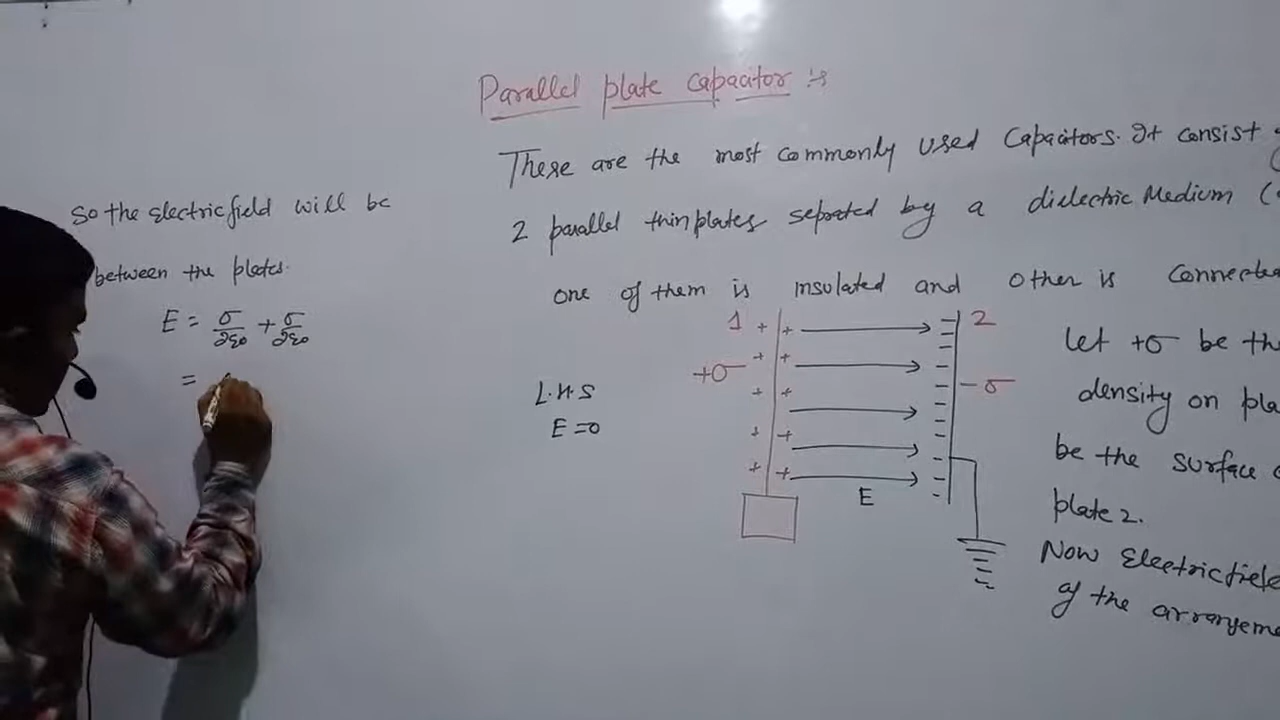 Parallel plate capacitor :-
These are the most commonly used Capacitors. It consist
2 parallel thin plates seprated by a dielectric Medium (
one of them is insulated and other is Connected
1 + + 2
+ +
+σ -σ
+ +
+ +
+ +
E
L.H.S
E=0
let +σ be the
density on pla
be the surface
plate 2.
Now Electric field
of the arrangeme
So the electric field will be
between the plates.
E = σ/2ε0 + σ/2ε0
=